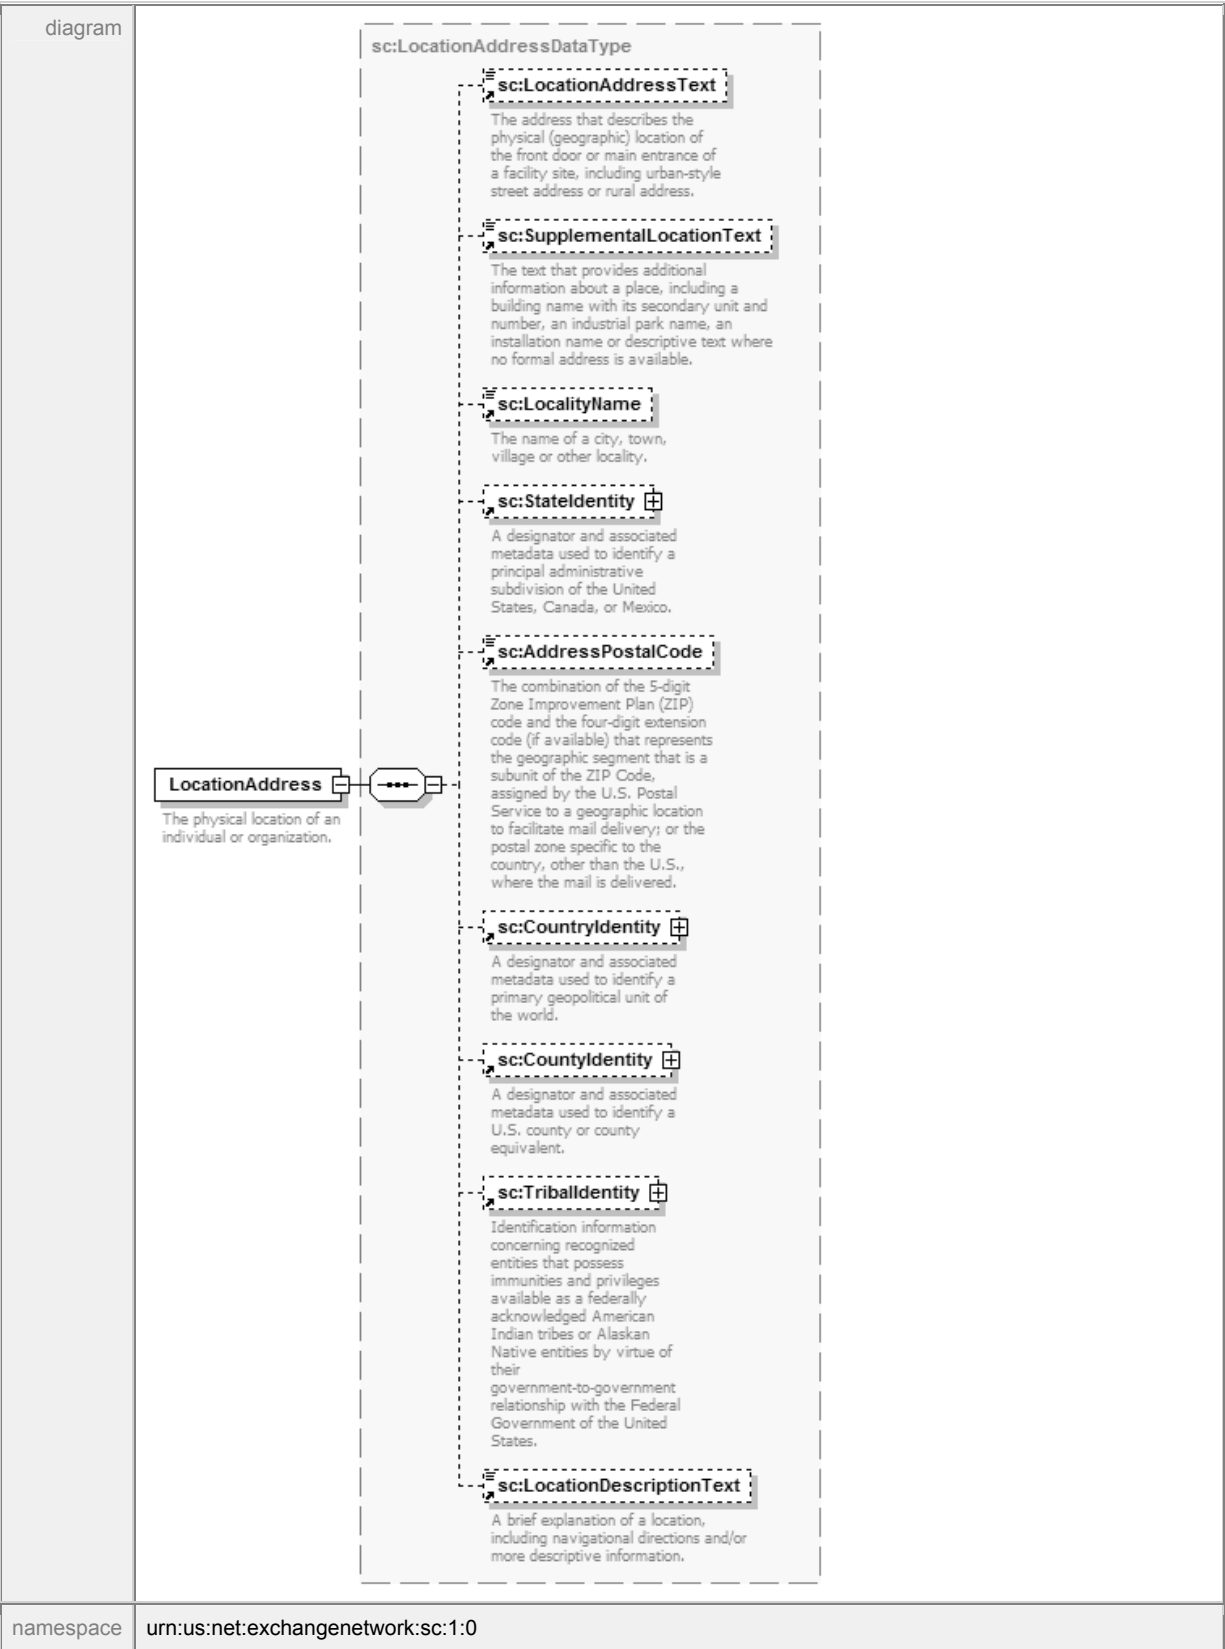 diagram
sc:LocationAddressDataType
sc:LocationAddressText
The address that describes the
physical (geographic) location of
the front door or main entrance of
a facility site, including urban-style
street address or rural address.
sc:SupplementalLocationText
The text that provides additional
information about a place, including a
building name with its secondary unit and
number, an industrial park name, an
installation name or descriptive text where
no formal address is available.
sc:LocalityName
The name of a city, town,
village or other locality.
sc:StateIdentity
A designator and associated
metadata used to identify a
principal administrative
subdivision of the United
States, Canada, or Mexico.
sc:AddressPostalCode
The combination of the 5-digit
Zone Improvement Plan (ZIP)
code and the four-digit extension
code (if available) that represents
the geographic segment that is a
subunit of the ZIP Code,
assigned by the U.S. Postal
Service to a geographic location
to facilitate mail delivery; or the
postal zone specific to the
country, other than the U.S.,
where the mail is delivered.
LocationAddress
The physical location of an
individual or organization.
sc:CountryIdentity
A designator and associated
metadata used to identify a
primary geopolitical unit of
the world.
sc:CountyIdentity
A designator and associated
metadata used to identify a
U.S. county or county
equivalent.
sc:TribalIdentity
Identification information
concerning recognized
entities that possess
immunities and privileges
available as a federally
acknowledged American
Indian tribes or Alaskan
Native entities by virtue of
their
government-to-government
relationship with the Federal
Government of the United
States.
sc:LocationDescriptionText
A brief explanation of a location,
including navigational directions and/or
more descriptive information.
namespace
urn:us:net:exchangenetwork:sc:1:0